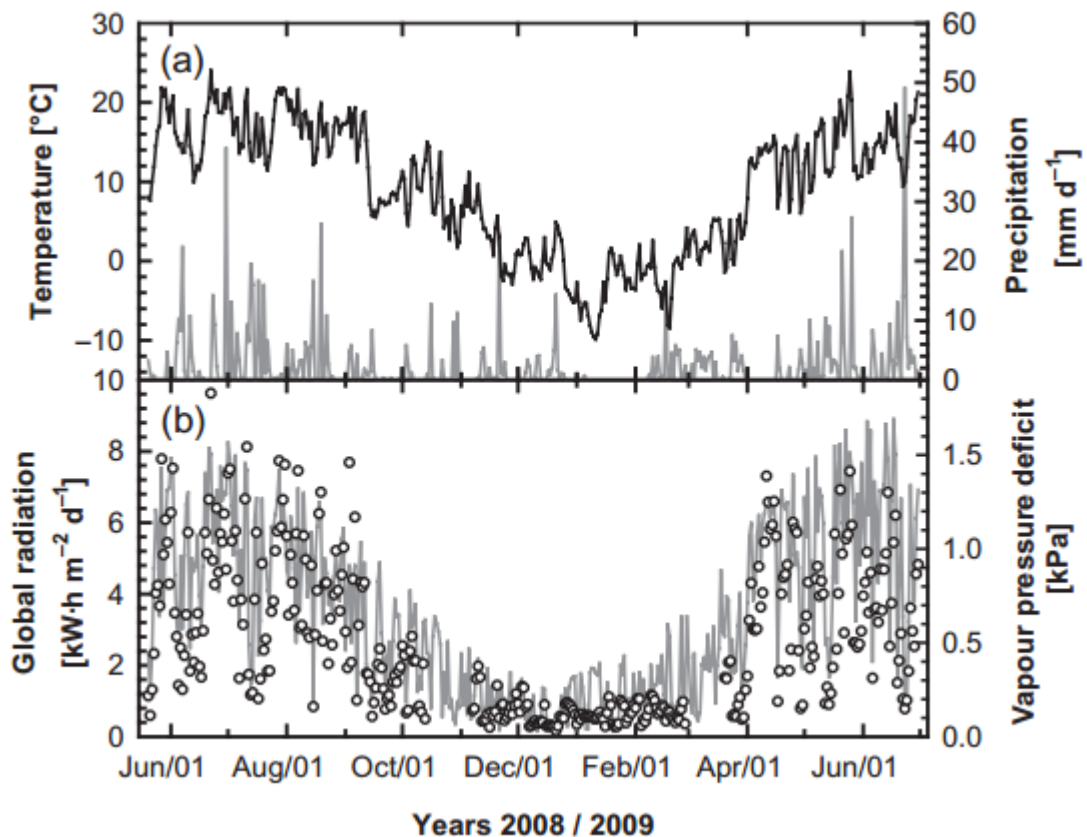 (a)
Temperature [°C]
30
20
10
0
−10
10
Precipitation
[mm d⁻¹]
60
50
40
30
20
10
0
(b)
Global radiation
[kW·h m⁻² d⁻¹]
8
6
4
2
0
Vapour pressure deficit
[kPa]
1.5
1.0
0.5
0.0
Jun/01 Aug/01 Oct/01 Dec/01 Feb/01 Apr/01 Jun/01
Years 2008 / 2009